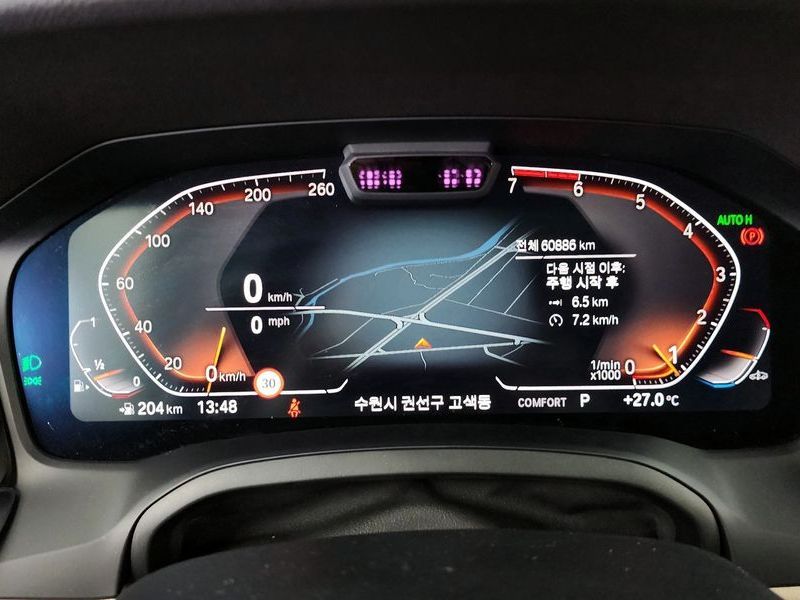 260
200
140
100
60
40
20
0 km/h
0 km/h
0 mph
30
1
½
0
7
6
5
4
3
2
1
0
1/min
x1000
전체 60886 km
다음 시점 이후:
주행 시작 후
6.5 km
7.2 km/h
AUTO H
P
204 km
13:48
수원시 권선구 고색동
COMFORT P
+27.0 °C